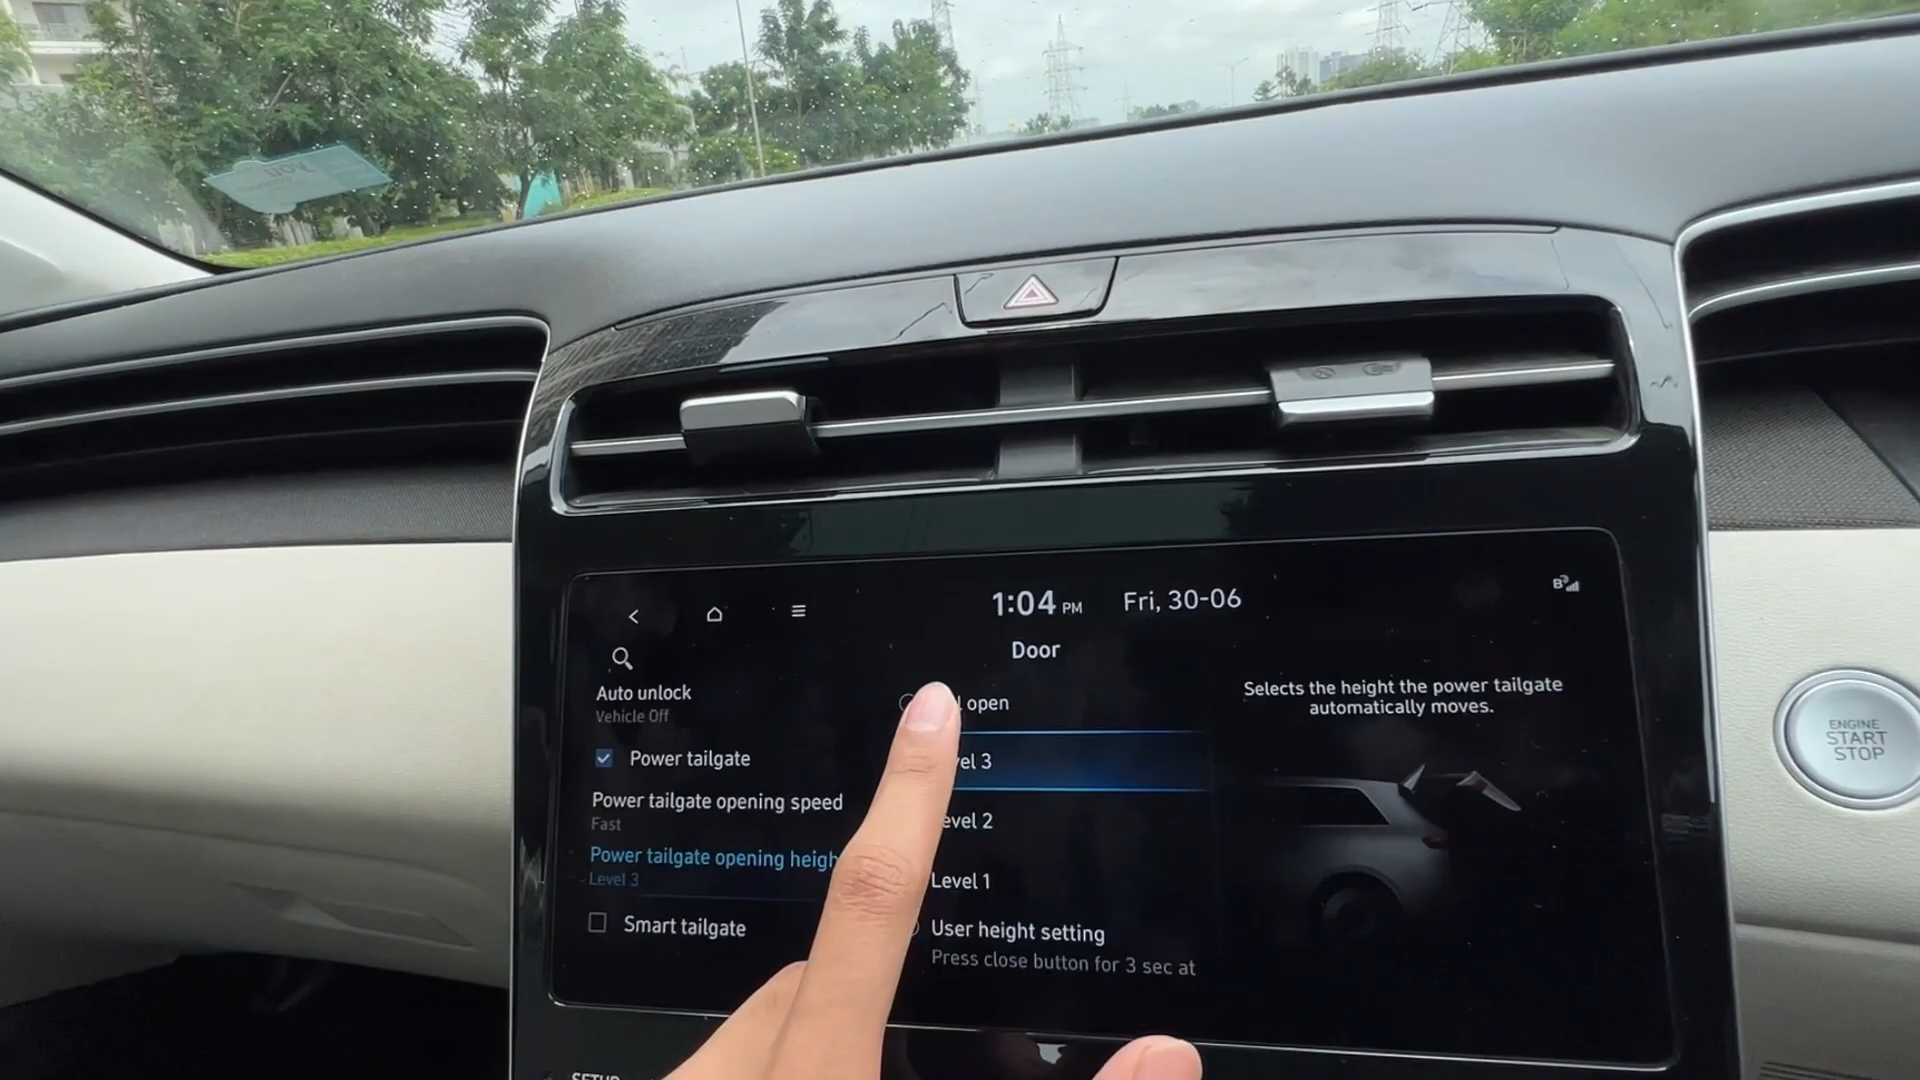 1:04 PM Fri, 30-06
Door
Auto unlock
Vehicle Off
Power tailgate
Power tailgate opening speed
Fast
Power tailgate opening heigh
Level 3
Smart tailgate
open
vel 3
evel 2
Level 1
User height setting
Press close button for 3 sec at
Selects the height the power tailgate
automatically moves.
ENGINE
START
STOP
SETUP